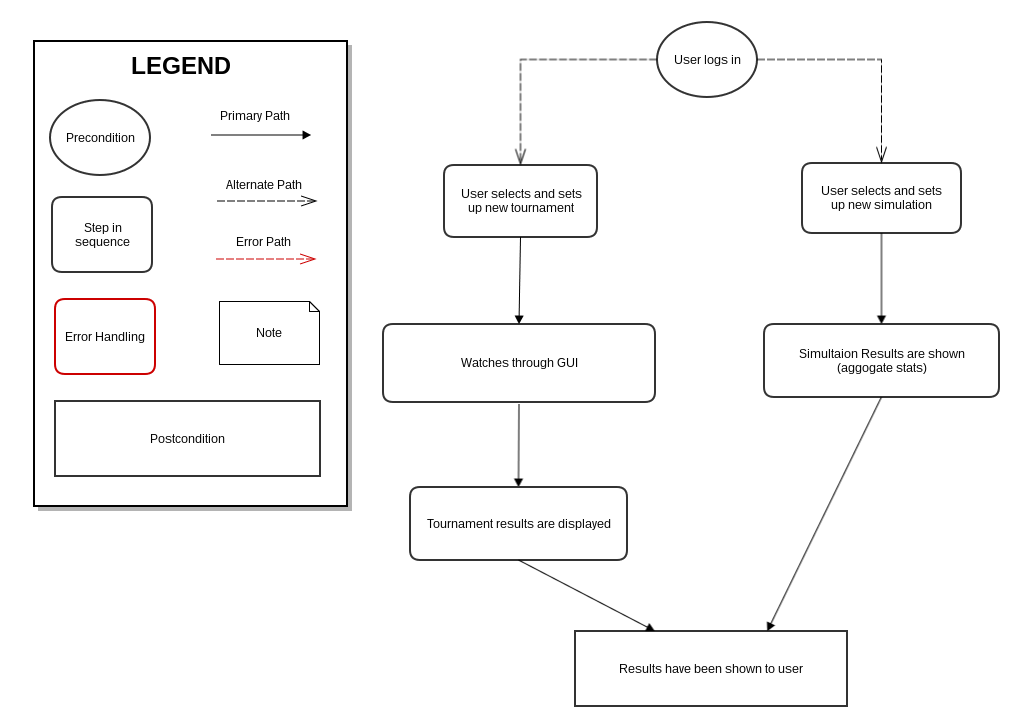 LEGEND
Precondition
Primary Path
Alternate Path
Step in
sequence
Error Path
Error Handling
Note
Postcondition
User logs in
User selects and sets
up new tournament
User selects and sets
up new simulation
Watches through GUI
Simultaion Results are shown
(aggogate stats)
Tournament results are displayed
Results have been shown to user